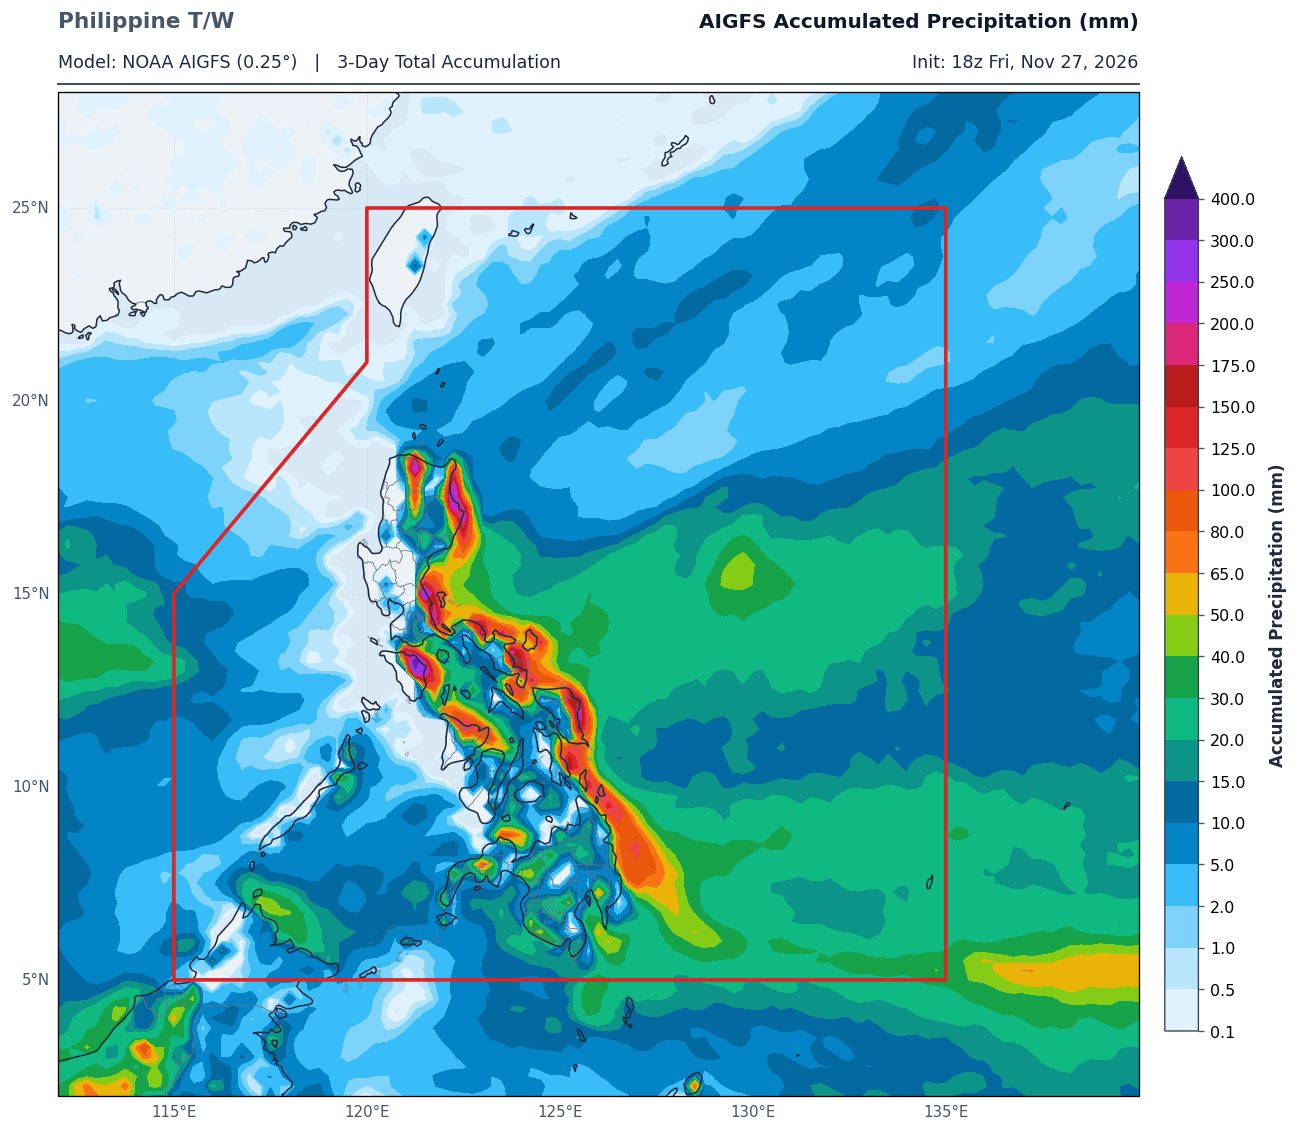 Philippine T/W
AIGFS Accumulated Precipitation (mm)
Model: NOAA AIGFS (0.25°) | 3-Day Total Accumulation
Init: 18z Fri, Nov 27, 2026
25°N
20°N
15°N
10°N
5°N
115°E
120°E
125°E
130°E
135°E
400.0
300.0
250.0
200.0
175.0
150.0
125.0
100.0
80.0
65.0
50.0
40.0
30.0
20.0
15.0
10.0
5.0
2.0
1.0
0.5
0.1
Accumulated Precipitation (mm)